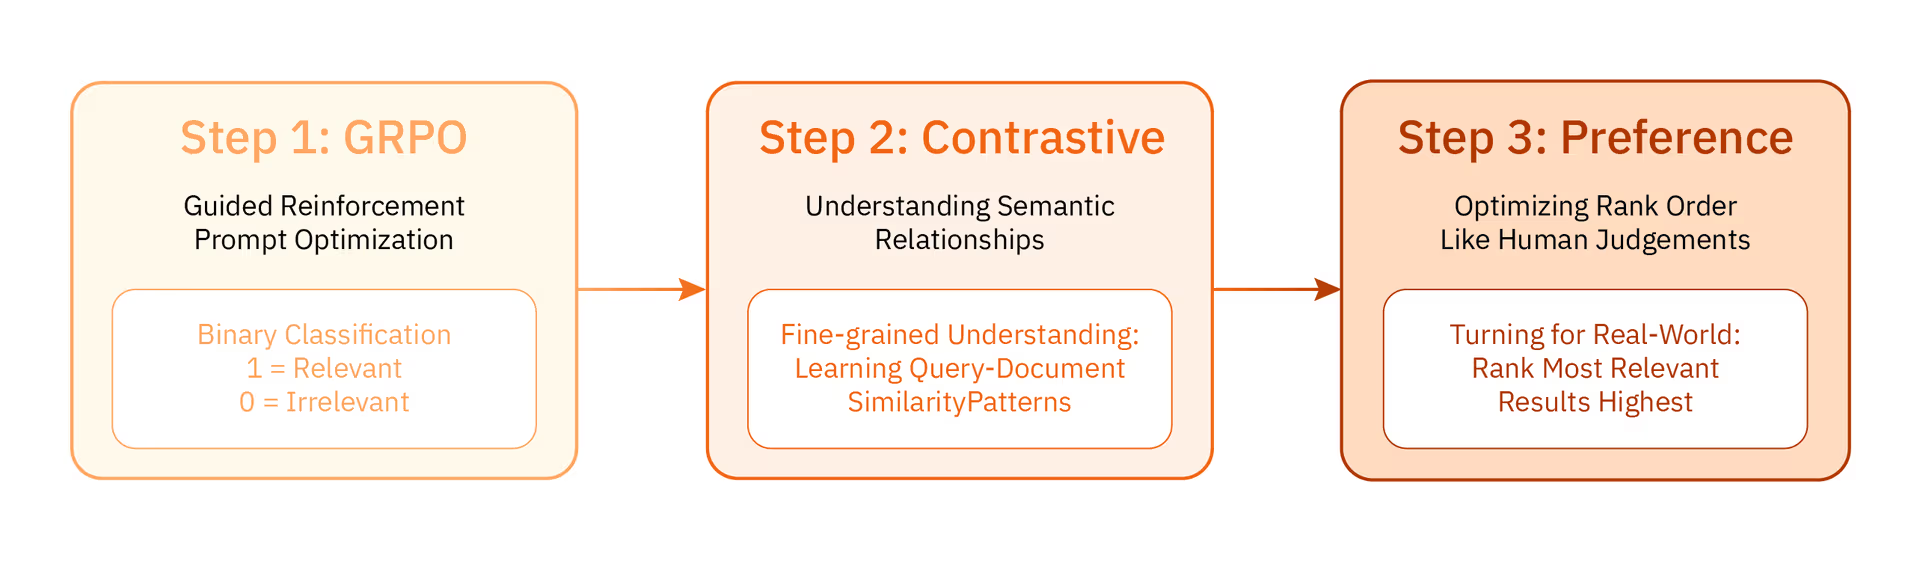 Step 1: GRPO
Guided Reinforcement
Prompt Optimization
Binary Classification
1 = Relevant
0 = Irrelevant
Step 2: Contrastive
Understanding Semantic
Relationships
Fine-grained Understanding:
Learning Query-Document
SimilarityPatterns
Step 3: Preference
Optimizing Rank Order
Like Human Judgements
Turning for Real-World:
Rank Most Relevant
Results Highest